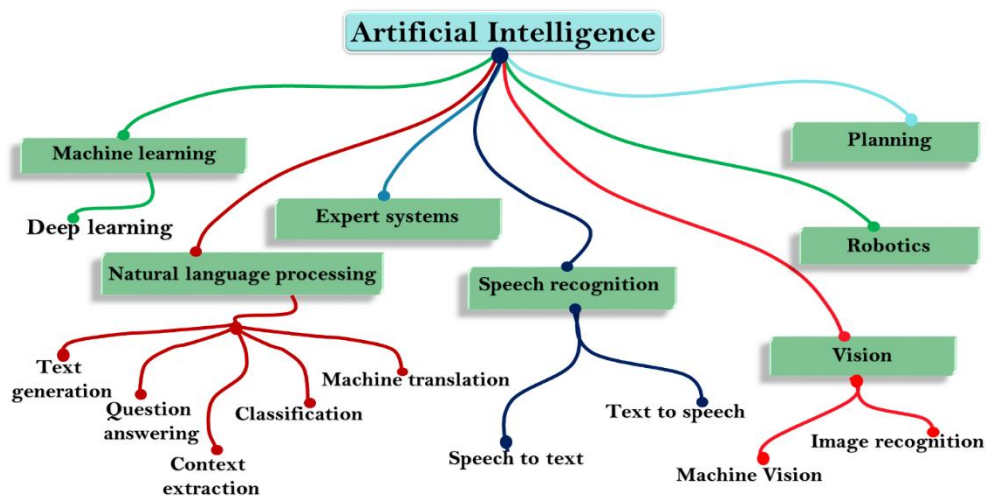 Artificial Intelligence
Machine learning
Planning
Deep learning
Expert systems
Robotics
Natural language processing
Speech recognition
Vision
Text
generation
Question
answering
Context
extraction
Classification
Machine translation
Speech to text
Text to speech
Machine Vision
Image recognition